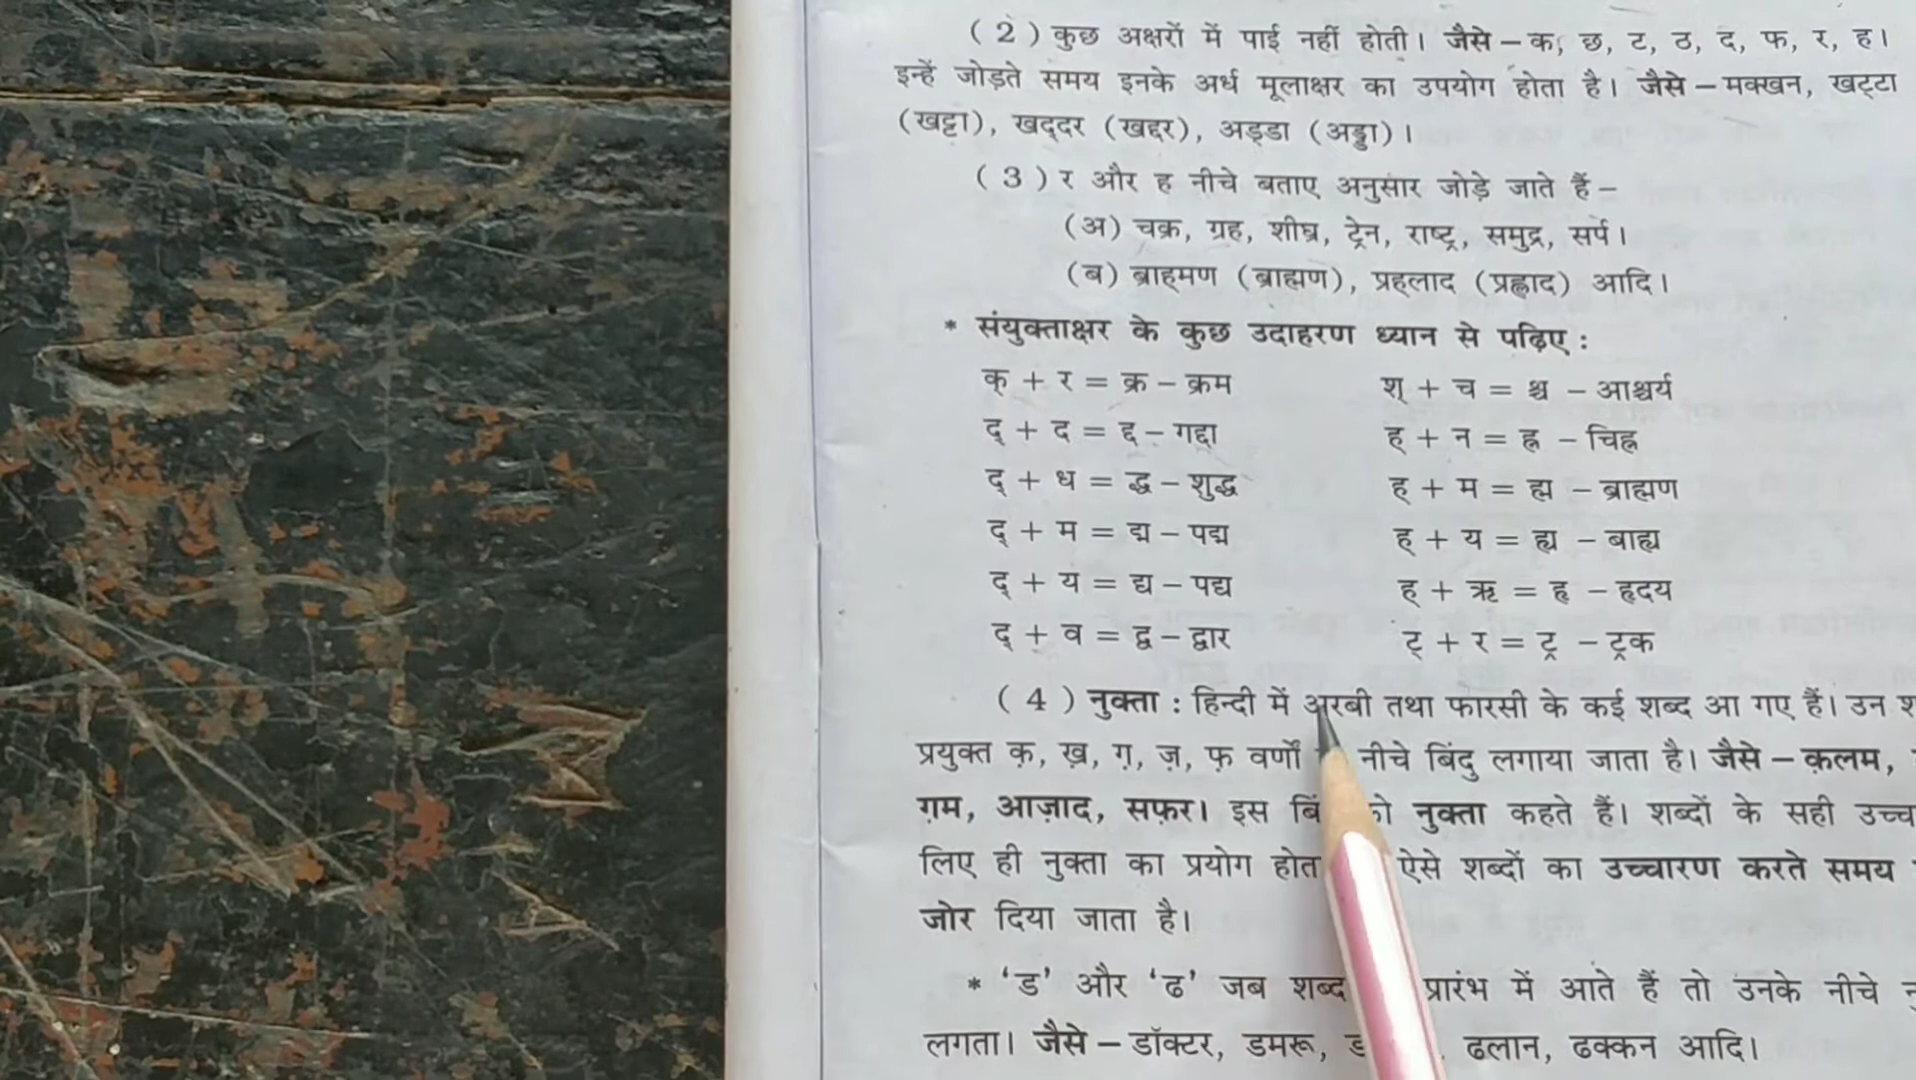 (2) कुछ अक्षरों में पाई नहीं होती। जैसे – क, छ, ट, ठ, द, फ, र, ह।
इन्हें जोड़ते समय इनके अर्ध मूलाक्षर का उपयोग होता है। जैसे – मक्खन, खट्‌टा
(खट्टा), खद्‌दर (खद्दर), अड्‌डा (अड्डा)।
(3) र और ह नीचे बताए अनुसार जोड़े जाते हैं –
(अ) चक्र, ग्रह, शीघ्र, ट्रेन, राष्ट्र, समुद्र, सर्प।
(ब) ब्राह्‌मण (ब्राह्मण), प्रह्‌लाद (प्रह्लाद) आदि।
* संयुक्ताक्षर के कुछ उदाहरण ध्यान से पढ़िए :
क् + र = क्र – क्रम श् + च = श्च – आश्चर्य
द् + द = द्द – गद्दा ह् + न = ह्न – चिह्न
द् + ध = द्ध – शुद्ध ह् + म = ह्म – ब्राह्मण
द् + म = द्म – पद्म ह् + य = ह्य – बाह्य
द् + य = द्य – पद्य ह् + ऋ = हृ – हृदय
द् + व = द्व – द्वार ट् + र = ट्र – ट्रक
(4) नुक्ता : हिन्दी में अरबी तथा फारसी के कई शब्द आ गए हैं। उन
प्रयुक्त क़, ख़, ग़, ज़, फ़ वर्णों नीचे बिंदु लगाया जाता है। जैसे – क़लम,
ग़म, आज़ाद, सफ़र। इस को नुक्ता कहते हैं। शब्दों के सही
लिए ही नुक्ता का प्रयोग ऐसे शब्दों का उच्चारण करते समय
जोर दिया जाता है।
* 'ड' और 'ढ' जब शब्द प्रारंभ में आते हैं तो उनके नीचे
लगता। जैसे – डॉक्टर, डमरू, ढलान, ढक्कन आदि।